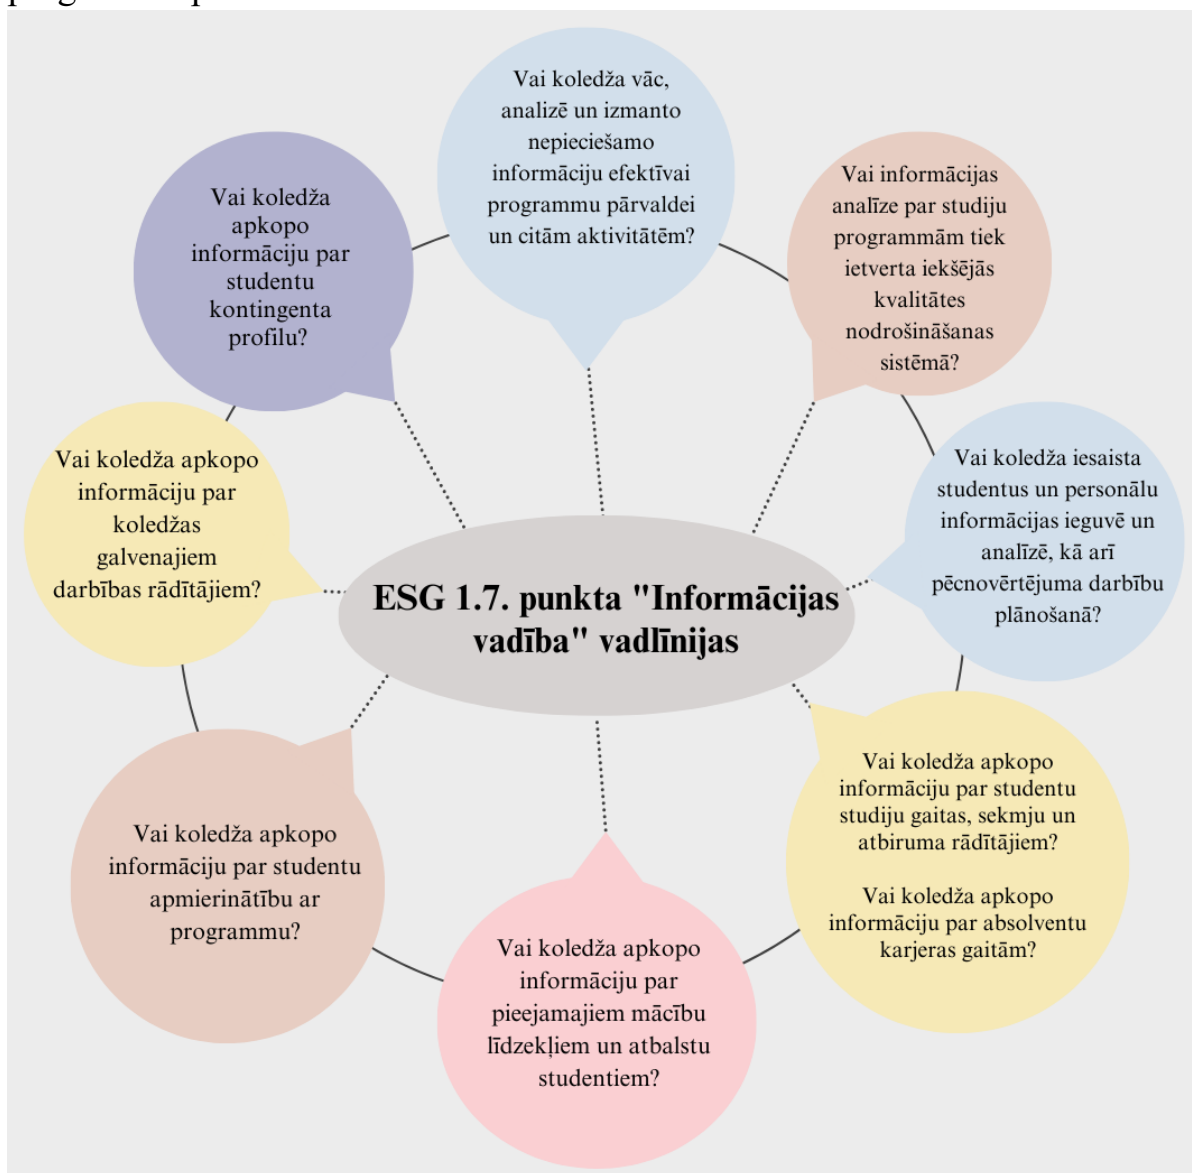 Vai koledža vāc,
analizē un izmanto
nepieciešamo
informāciju efektīvai
programmu pārvaldei
un citām aktivitātēm?
Vai informācijas
analīze par studiju
programmām tiek
ietverta iekšējās
kvalitātes
nodrošināšanas
sistēmā?
Vai koledža iesaista
studentus un personālu
informācijas ieguvē un
analīzē, kā arī
pēcnovērtējuma darbību
plānošanā?
Vai koledža apkopo
informāciju par studentu
studiju gaitas, sekmju un
atbiruma rādītājiem?
Vai koledža apkopo
informāciju par absolventu
karjeras gaitām?
Vai koledža apkopo
informāciju par
pieejamajiem mācību
līdzekļiem un atbalstu
studentiem?
Vai koledža apkopo
informāciju par studentu
apmierinātību ar
programmu?
Vai koledža apkopo
informāciju par
koledžas
galvenajiem
darbības rādītājiem?
Vai koledža
apkopo
informāciju par
studentu
kontingenta
profilu?
ESG 1.7. punkta "Informācijas
vadība" vadlīnijas